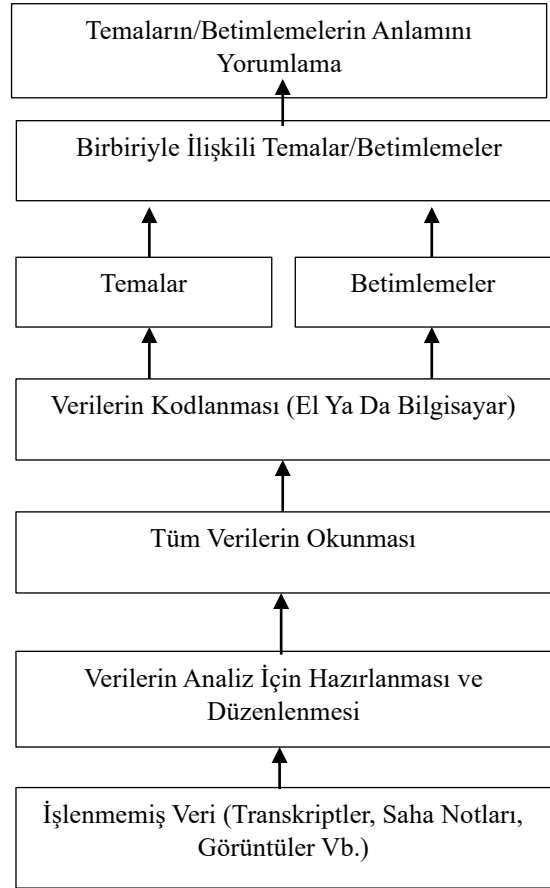 Temaların/Betimlemelerin Anlamını
Yorumlama
Birbiriyle İlişkili Temalar/Betimlemeler
Temalar
Betimlemeler
Verilerin Kodlanması (El Ya Da Bilgisayar)
Tüm Verilerin Okunması
Verilerin Analiz İçin Hazırlanması ve
Düzenlenmesi
İşlenmemiş Veri (Transkriptler, Saha Notları,
Görüntüler Vb.)